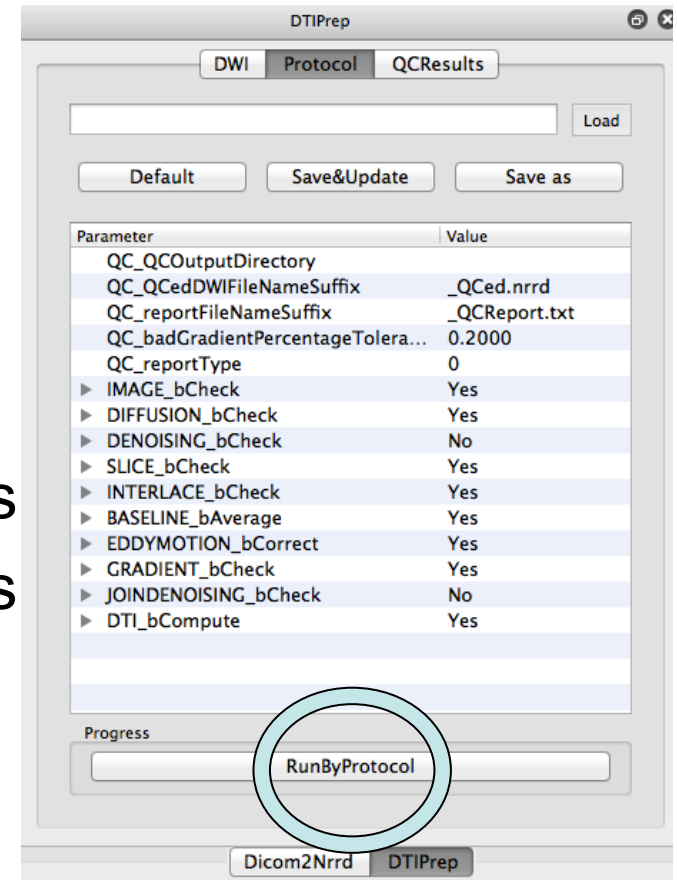 DTIPrep
DWI Protocol QCResults
Load
Default Save&Update Save as
Parameter Value
QC_QCOutputDirectory
QC_QCedDWIFileNameSuffix _QCed.nrrd
QC_reportFileNameSuffix _QCReport.txt
QC_badGradientPercentageTolera... 0.2000
QC_reportType 0
IMAGE_bCheck Yes
DIFFUSION_bCheck Yes
DENOISING_bCheck No
SLICE_bCheck Yes
s
INTERLACE_bCheck Yes
BASELINE_bAverage Yes
EDDYMOTION_bCorrect Yes
s
GRADIENT_bCheck Yes
JOINDENOISING_bCheck No
DTI_bCompute Yes
Progress
RunByProtocol
Dicom2Nrrd DTIPrep